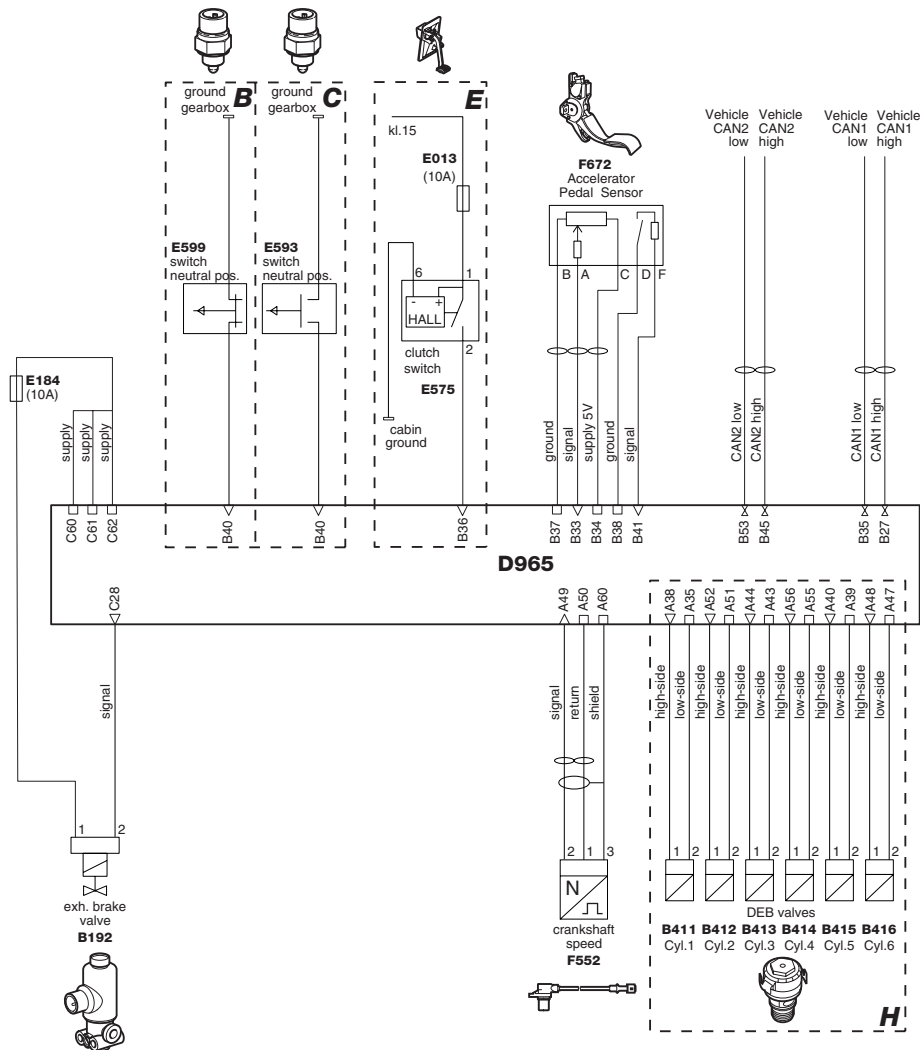 ground gearbox B
ground gearbox C
E
kl.15
E013
(10A)
F672
Accelerator
Pedal Sensor
Vehicle CAN2 low
Vehicle CAN2 high
Vehicle CAN1 low
Vehicle CAN1 high
E599
switch
neutral pos.
E593
switch
neutral pos.
6 1
- +
HALL
2
clutch
switch
E575
cabin
ground
B A C D F
E184
(10A)
supply supply supply
ground signal supply 5V ground signal
CAN2 low CAN2 high CAN1 low CAN1 high
C60 C61 C62 B40 B40 B36 B37 B33 B34 B38 B41 B53 B45 B35 B27
D965
C28 A49 A50 A60 A38 A35 A52 A51 A44 A43 A56 A55 A40 A39 A48 A47
signal
signal return shield
high-side low-side high-side low-side high-side low-side high-side low-side high-side low-side high-side low-side
1 2
2 1 3
1 2 1 2 1 2 1 2 1 2 1 2
exh. brake
valve
B192
N
crankshaft
speed
F552
DEB valves
B411 B412 B413 B414 B415 B416
Cyl.1 Cyl.2 Cyl.3 Cyl.4 Cyl.5 Cyl.6
H